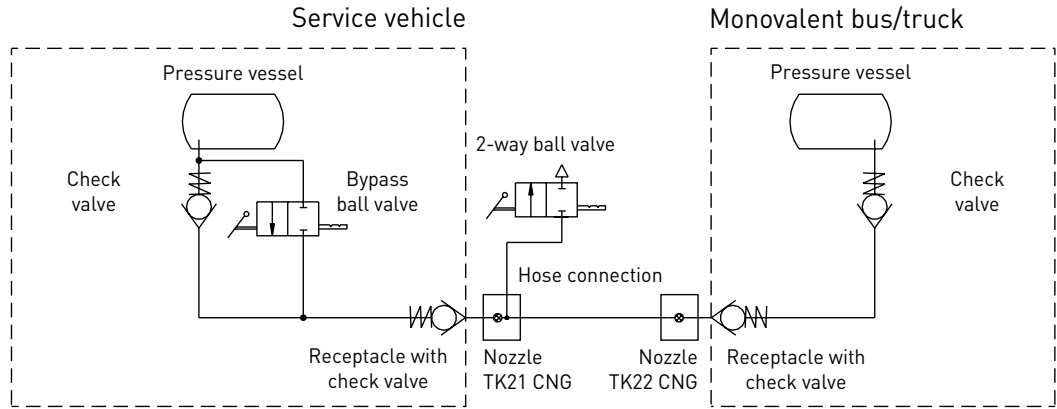 Service vehicle
Monovalent bus/truck
Pressure vessel
Pressure vessel
2-way ball valve
Check
valve
Bypass
ball valve
Check
valve
Hose connection
Receptacle with
check valve
Nozzle
TK21 CNG
Nozzle
TK22 CNG
Receptacle with
check valve